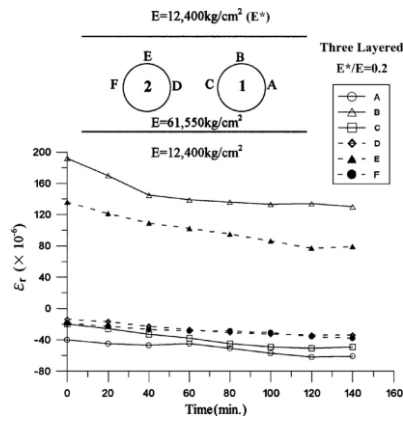 E=12,400kg/cm² (E*)
Three Layered
E*/E=0.2
E
B
F
2
D
C
1
A
E=61,550kg/cm²
E=12,400kg/cm²
A
B
C
D
E
F
200
160
120
80
40
0
-40
-80
εr (× 10⁻⁶)
0 20 40 60 80 100 120 140 160
Time(min.)